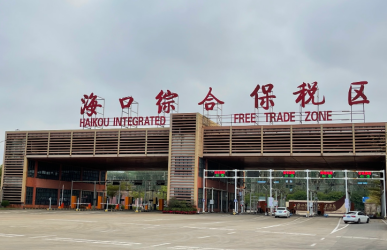 海口综合保税区
HAIKOU INTEGRATED FREE TRADE ZONE